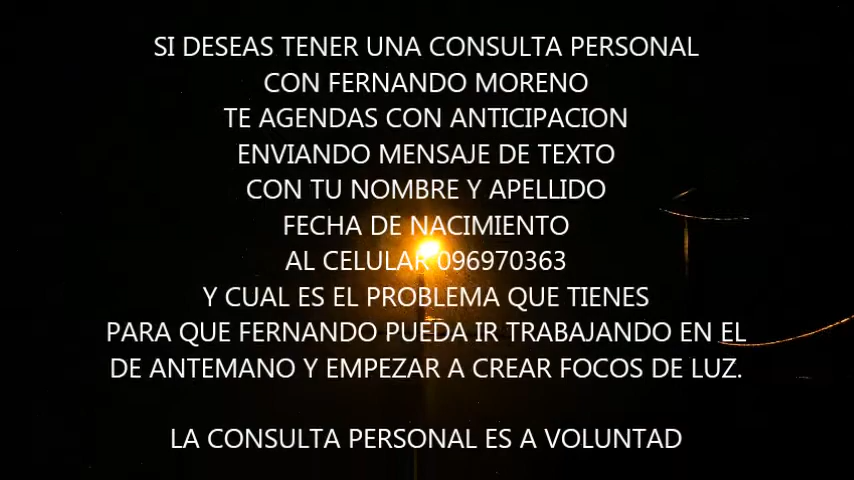 SI DESEAS TENER UNA CONSULTA PERSONAL
CON FERNANDO MORENO
TE AGENDAS CON ANTICIPACION
ENVIANDO MENSAJE DE TEXTO
CON TU NOMBRE Y APELLIDO
FECHA DE NACIMIENTO
AL CELULAR 096970363
Y CUAL ES EL PROBLEMA QUE TIENES
PARA QUE FERNANDO PUEDA IR TRABAJANDO EN EL
DE ANTEMANO Y EMPEZAR A CREAR FOCOS DE LUZ.
LA CONSULTA PERSONAL ES A VOLUNTAD